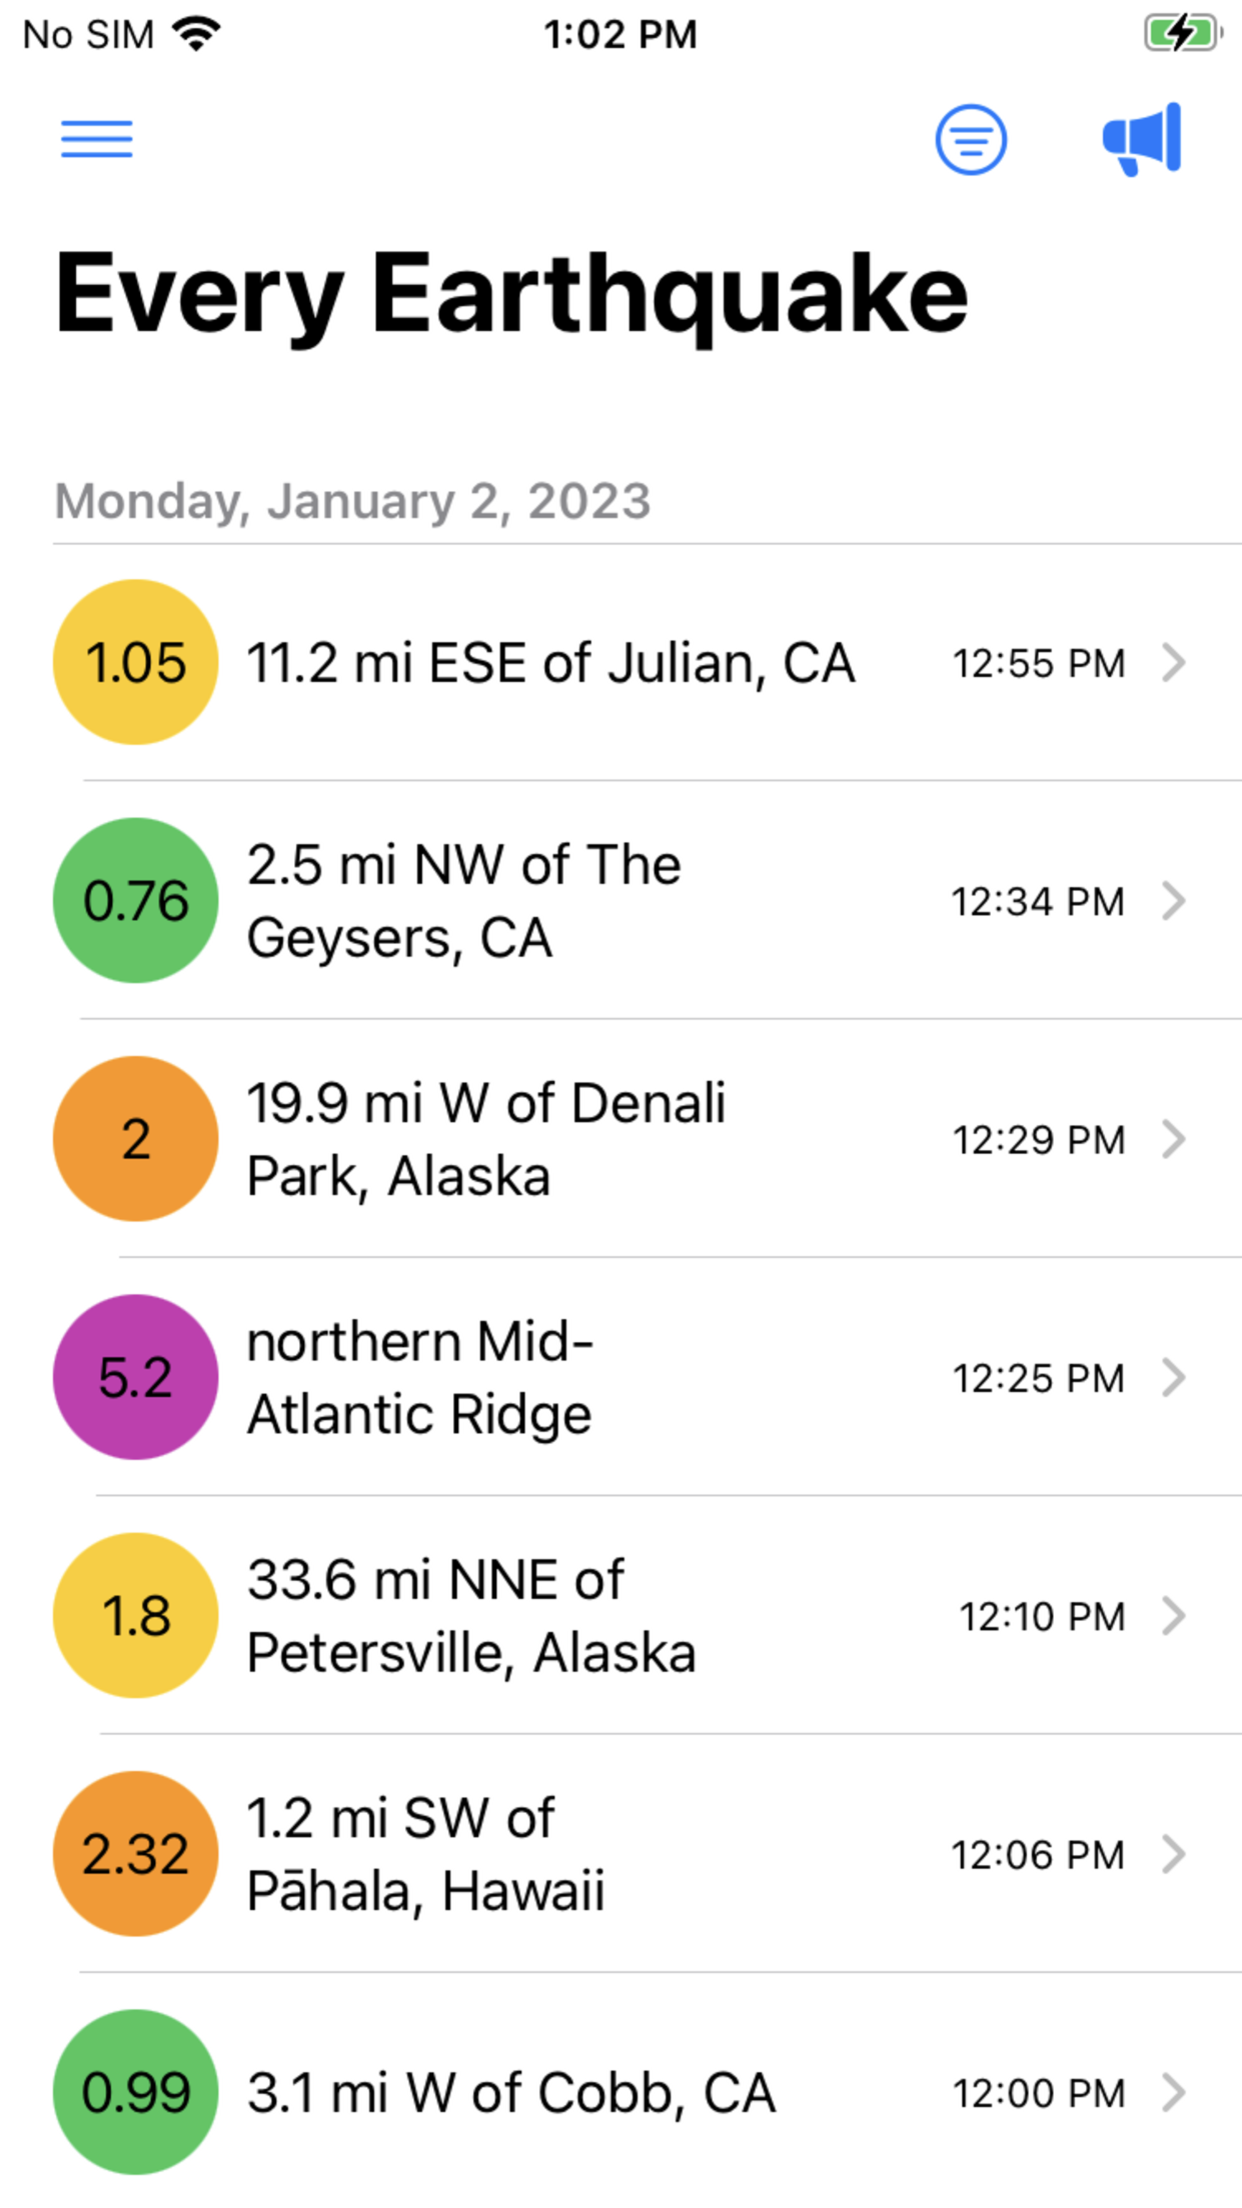 No SIM 1:02 PM
Every Earthquake
Monday, January 2, 2023
1.05 11.2 mi ESE of Julian, CA 12:55 PM
0.76 2.5 mi NW of The
Geysers, CA 12:34 PM
2 19.9 mi W of Denali
Park, Alaska 12:29 PM
5.2 northern Mid-
Atlantic Ridge 12:25 PM
1.8 33.6 mi NNE of
Petersville, Alaska 12:10 PM
2.32 1.2 mi SW of
Pāhala, Hawaii 12:06 PM
0.99 3.1 mi W of Cobb, CA 12:00 PM